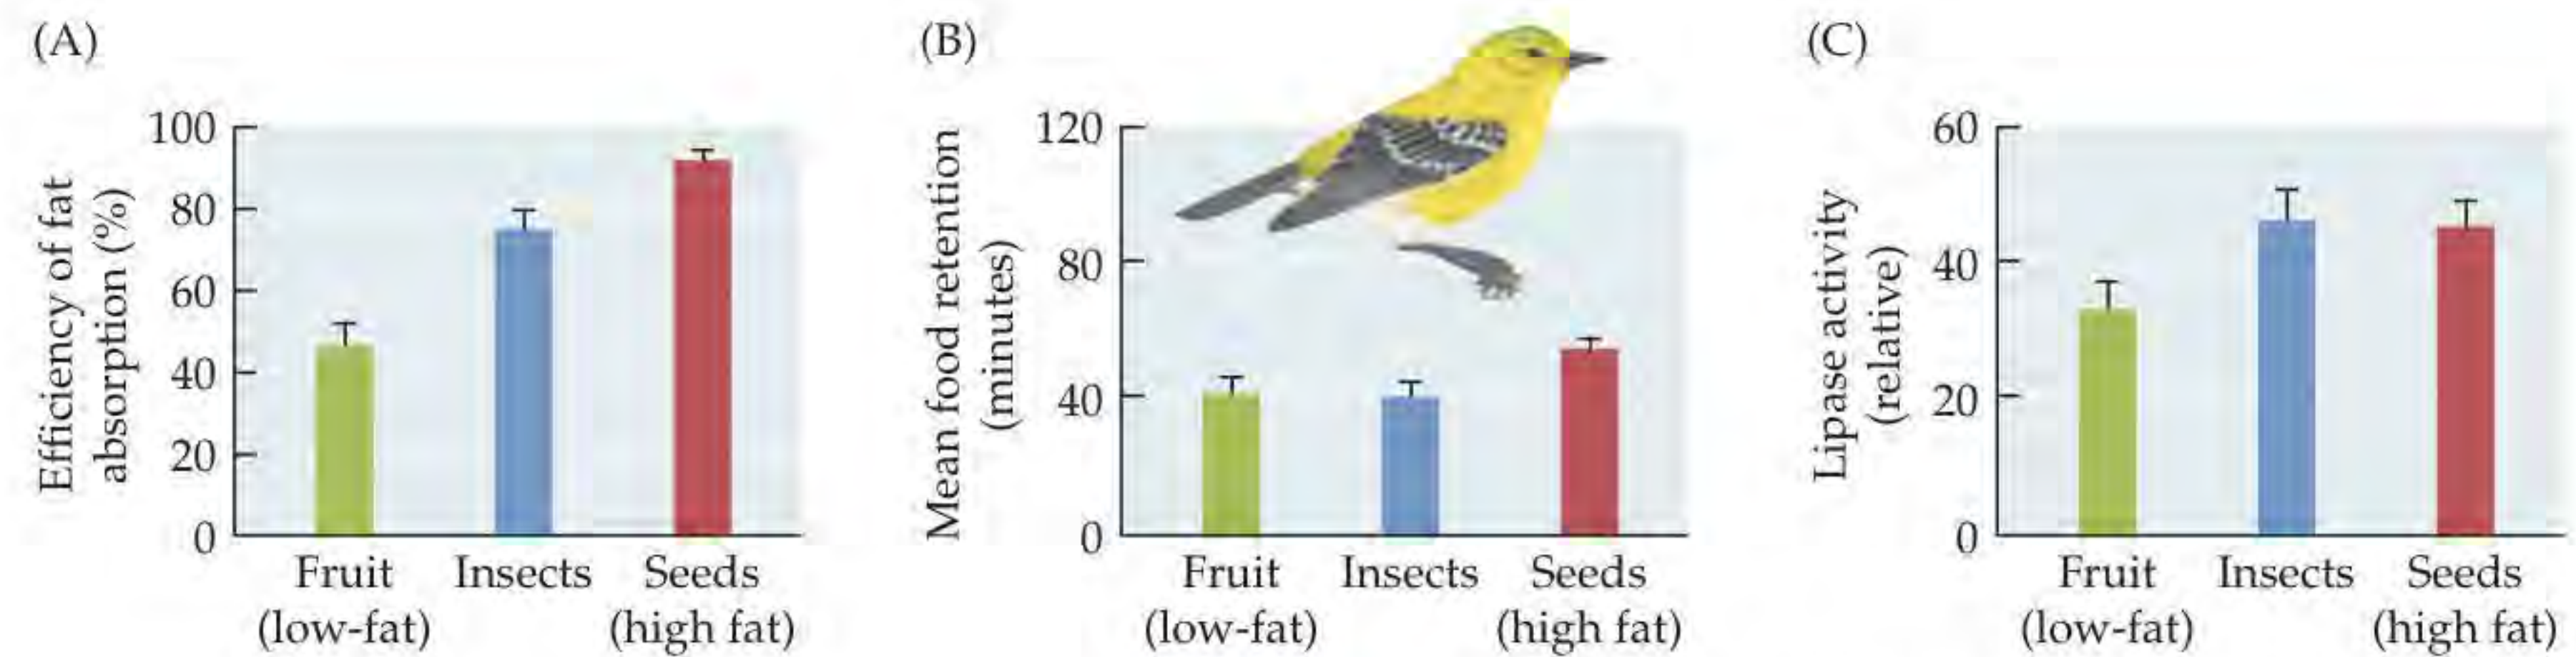 (A)
Efficiency of fat
absorption (%)
100
80
60
40
20
0
Fruit
(low-fat)
Insects
Seeds
(high fat)
(B)
Mean food retention
(minutes)
120
80
40
0
Fruit
(low-fat)
Insects
Seeds
(high fat)
(C)
Lipase activity
(relative)
60
40
20
0
Fruit
(low-fat)
Insects
Seeds
(high fat)